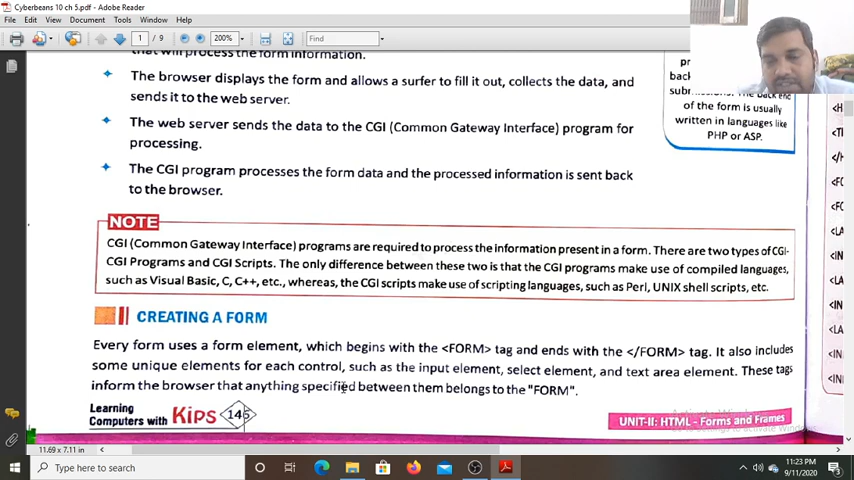 Cyberbeans 10 ch 5.pdf - Adobe Reader
File Edit View Document Tools Window Help
1 / 9 200% Find
that will process the form information.
The browser displays the form and allows a surfer to fill it out, collects the data, and
sends it to the web server.
The web server sends the data to the CGI (Common Gateway Interface) program for
processing.
The CGI program processes the form data and the processed information is sent back
to the browser.
of the form is usually
written in languages like
PHP or ASP.
NOTE
CGI (Common Gateway Interface) programs are required to process the information present in a form. There are two types of CGI-
CGI Programs and CGI Scripts. The only difference between these two is that the CGI programs make use of compiled languages,
such as Visual Basic, C, C++, etc., whereas, the CGI scripts make use of scripting languages, such as Perl, UNIX shell scripts, etc.
CREATING A FORM
Every form uses a form element, which begins with the <FORM> tag and ends with the </FORM> tag. It also includes
some unique elements for each control, such as the input element, select element, and text area element. These tags
inform the browser that anything specified between them belongs to the "FORM".
Learning
Computers with Kips 146
UNIT-II: HTML - Forms and Frames
<H
<TI
</H
<FO
<FO
<LA
<IN
<LA
<IN
<LA
<IN
<IN
11.69 x 7.11 in
Type here to search
11:23 PM
9/11/2020